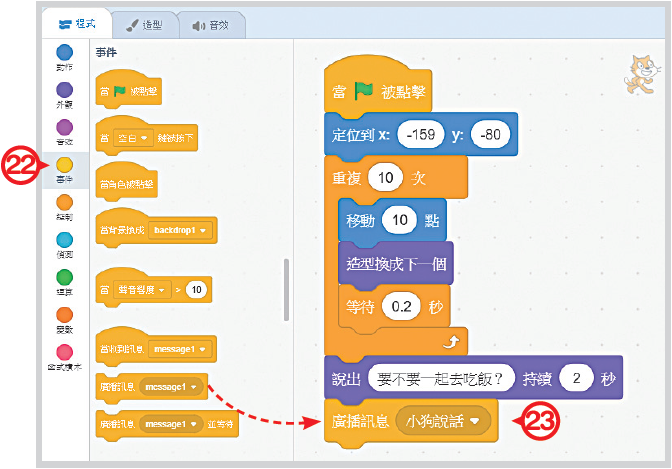 程式 造型 音效
動作
外觀
音效
事件
控制
偵測
運算
變數
函式積木
事件
當 被點擊
當 空白 鍵被按下
當角色被點擊
當背景換成 backdrop1
當 聲音響度 > 10
當收到訊息 message1
廣播訊息 message1
廣播訊息 message1 並等待
22
當 被點擊
定位到 x: -159 y: -80
重複 10 次
移動 10 點
造型換成下一個
等待 0.2 秒
說出 要不要一起去吃飯？ 持續 2 秒
廣播訊息 小狗說話
23